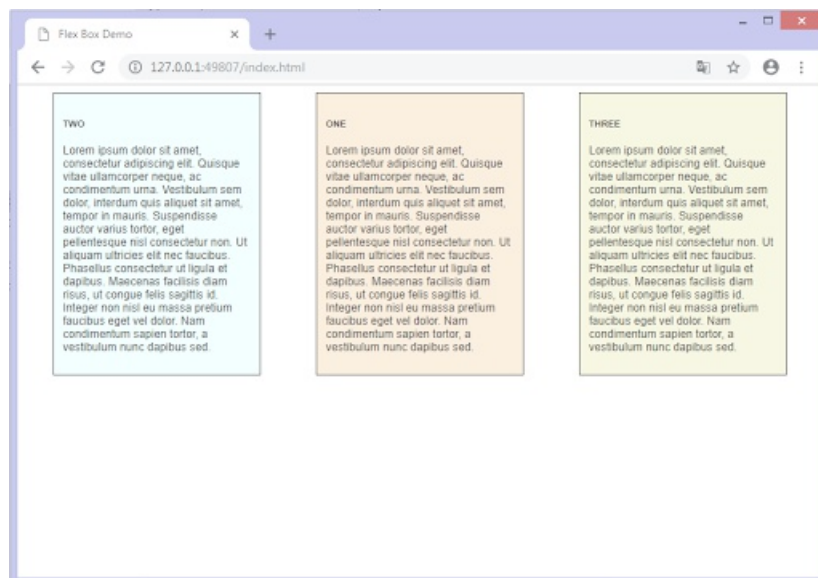 Flex Box Demo
127.0.0.1:49807/index.html
TWO
Lorem ipsum dolor sit amet,
consectetur adipiscing elit. Quisque
vitae ullamcorper neque, ac
condimentum urna. Vestibulum sem
dolor, interdum quis aliquet sit amet,
tempor in mauris. Suspendisse
auctor varius tortor, eget
pellentesque nisl consectetur non. Ut
aliquam ultricies elit nec faucibus.
Phasellus consectetur ut ligula et
dapibus. Maecenas facilisis diam
risus, ut congue felis sagittis id.
Integer non nisl eu massa pretium
faucibus eget vel dolor. Nam
condimentum sapien tortor, a
vestibulum nunc dapibus sed.
ONE
Lorem ipsum dolor sit amet,
consectetur adipiscing elit. Quisque
vitae ullamcorper neque, ac
condimentum urna. Vestibulum sem
dolor, interdum quis aliquet sit amet,
tempor in mauris. Suspendisse
auctor varius tortor, eget
pellentesque nisl consectetur non. Ut
aliquam ultricies elit nec faucibus.
Phasellus consectetur ut ligula et
dapibus. Maecenas facilisis diam
risus, ut congue felis sagittis id.
Integer non nisl eu massa pretium
faucibus eget vel dolor. Nam
condimentum sapien tortor, a
vestibulum nunc dapibus sed.
THREE
Lorem ipsum dolor sit amet,
consectetur adipiscing elit. Quisque
vitae ullamcorper neque, ac
condimentum urna. Vestibulum sem
dolor, interdum quis aliquet sit amet,
tempor in mauris. Suspendisse
auctor varius tortor, eget
pellentesque nisl consectetur non. Ut
aliquam ultricies elit nec faucibus.
Phasellus consectetur ut ligula et
dapibus. Maecenas facilisis diam
risus, ut congue felis sagittis id.
Integer non nisl eu massa pretium
faucibus eget vel dolor. Nam
condimentum sapien tortor, a
vestibulum nunc dapibus sed.